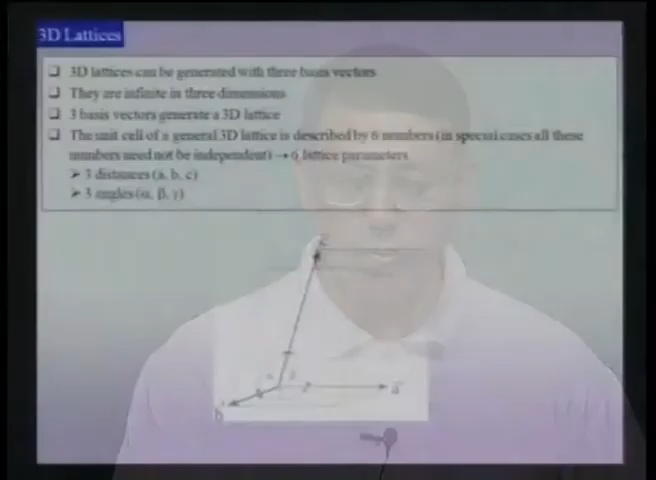 3D Lattices
❑ 3D lattices can be generated with three basis vectors
❑ They are infinite in three dimensions
❑ 3 basis vectors generate a 3D lattice
❑ The unit cell of a general 3D lattice is described by 6 numbers (in special cases all these
numbers need not be independent) → 6 lattice parameters
➤ 3 distances (a, b, c)
➤ 3 angles (α, β, γ)
a
b